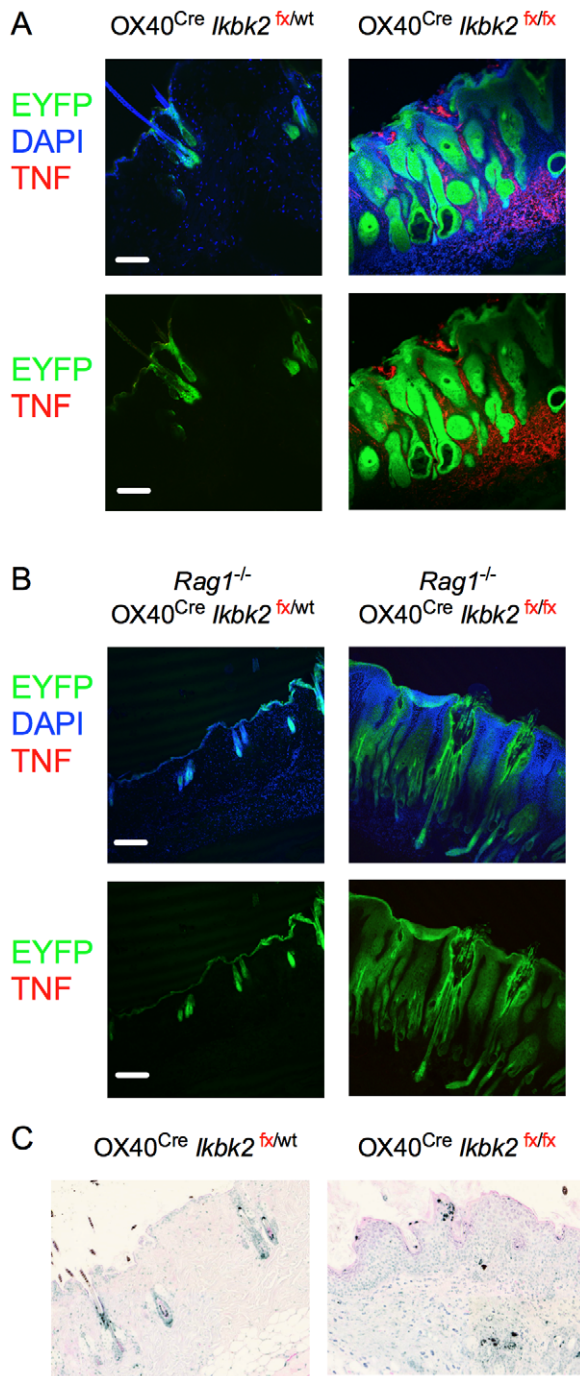 A
OX40Cre Ikbk2 fx/wt
OX40Cre Ikbk2 fx/fx
EYFP
DAPI
TNF
EYFP
TNF
B
Rag1-/-
OX40Cre Ikbk2 fx/wt
Rag1-/-
OX40Cre Ikbk2 fx/fx
EYFP
DAPI
TNF
EYFP
TNF
C
OX40Cre Ikbk2 fx/wt
OX40Cre Ikbk2 fx/fx